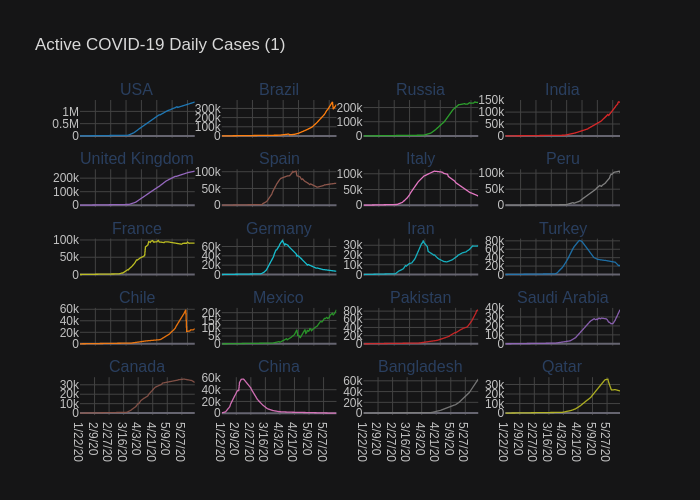 Active COVID-19 Daily Cases (1)
USA
Brazil
Russia
India
1M
0.5M
0
300k
200k
100k
0
200k
100k
0
150k
100k
50k
0
United Kingdom
Spain
Italy
Peru
200k
100k
0
100k
50k
0
100k
50k
0
100k
50k
0
France
Germany
Iran
Turkey
100k
50k
0
60k
40k
20k
0
30k
20k
10k
0
80k
60k
40k
20k
0
Chile
Mexico
Pakistan
Saudi Arabia
60k
40k
20k
0
20k
15k
10k
5k
0
80k
60k
40k
20k
0
40k
30k
20k
10k
0
Canada
China
Bangladesh
Qatar
30k
20k
10k
0
60k
40k
20k
0
60k
40k
20k
0
30k
20k
10k
0
1/22/20
2/9/20
2/27/20
3/16/20
4/3/20
4/21/20
5/9/20
5/27/20
1/22/20
2/9/20
2/27/20
3/16/20
4/3/20
4/21/20
5/9/20
5/27/20
1/22/20
2/9/20
2/27/20
3/16/20
4/3/20
4/21/20
5/9/20
5/27/20
1/22/20
2/9/20
2/27/20
3/16/20
4/3/20
4/21/20
5/9/20
5/27/20